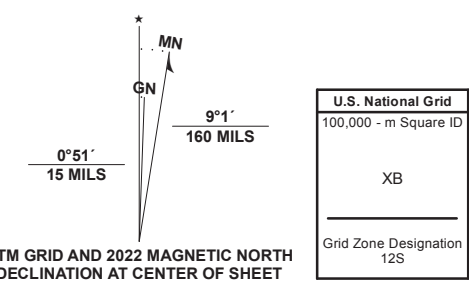 ★
MN
GN
9°1´
160 MILS
0°51´
15 MILS
TM GRID AND 2022 MAGNETIC NORTH
DECLINATION AT CENTER OF SHEET
U.S. National Grid
100,000 - m Square ID
XB
Grid Zone Designation
12S